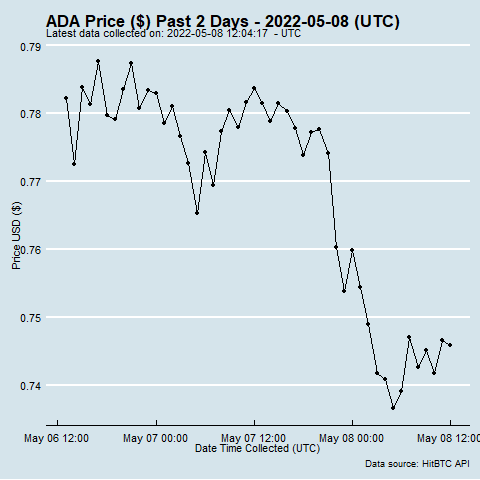 ADA Price ($) Past 2 Days - 2022-05-08 (UTC)
Latest data collected on: 2022-05-08 12:04:17 - UTC
0.79
0.78
0.77
0.76
0.75
0.74
Price USD ($)
May 06 12:00 May 07 00:00 May 07 12:00 May 08 00:00 May 08 12:00
Date Time Collected (UTC)
Data source: HitBTC API